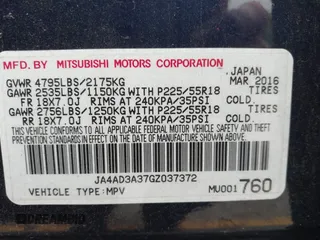 MFD. BY MITSUBISHI MOTORS CORPORATION
JAPAN
GVWR 4795LBS/2175KG MAR 2016
GAWR 2535LBS/1150KG WITH P225/55R18 TIRES
FR 18X7.0J RIMS AT 240KPA/35PSI COLD.
GAWR 2756LBS/1250KG WITH P225/55R18 TIRES
RR 18X7.0J RIMS AT 240KPA/35PSI COLD.
THIS VEHICLE CONFORMS TO ALL APPLICABLE FEDERAL MOTOR
VEHICLE SAFETY, BUMPER AND THEFT
PREVENTION STANDARDS IN EFFECT ON THE DATE OF
MANUFACTURE SHOWN ABOVE.
JA4AD3A37GZ037372
VEHICLE TYPE: MPV MU001 760
DREAMBID